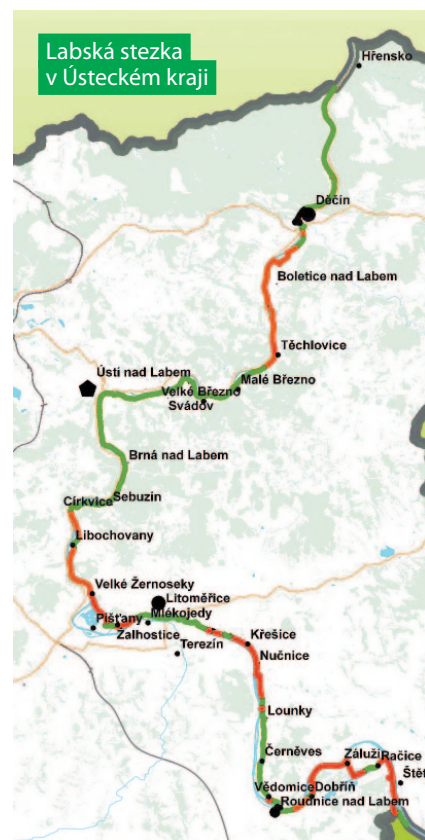 Labská stezka
v Ústeckém kraji
Hřensko
Děčín
Boletice nad Labem
Těchlovice
Ústí nad Labem
Malé Březno
Velké Březno
Svádov
Brná nad Labem
Sebuzín
Církvice
Libochovany
Velké Žernoseky
Litoměřice
Mlékojedy
Píšťany
Žalhostice
Terezín
Křešice
Nučnice
Lounky
Černěves
Záluží
Račice
Štět
Vědomice
Dobříň
Roudnice nad Labem